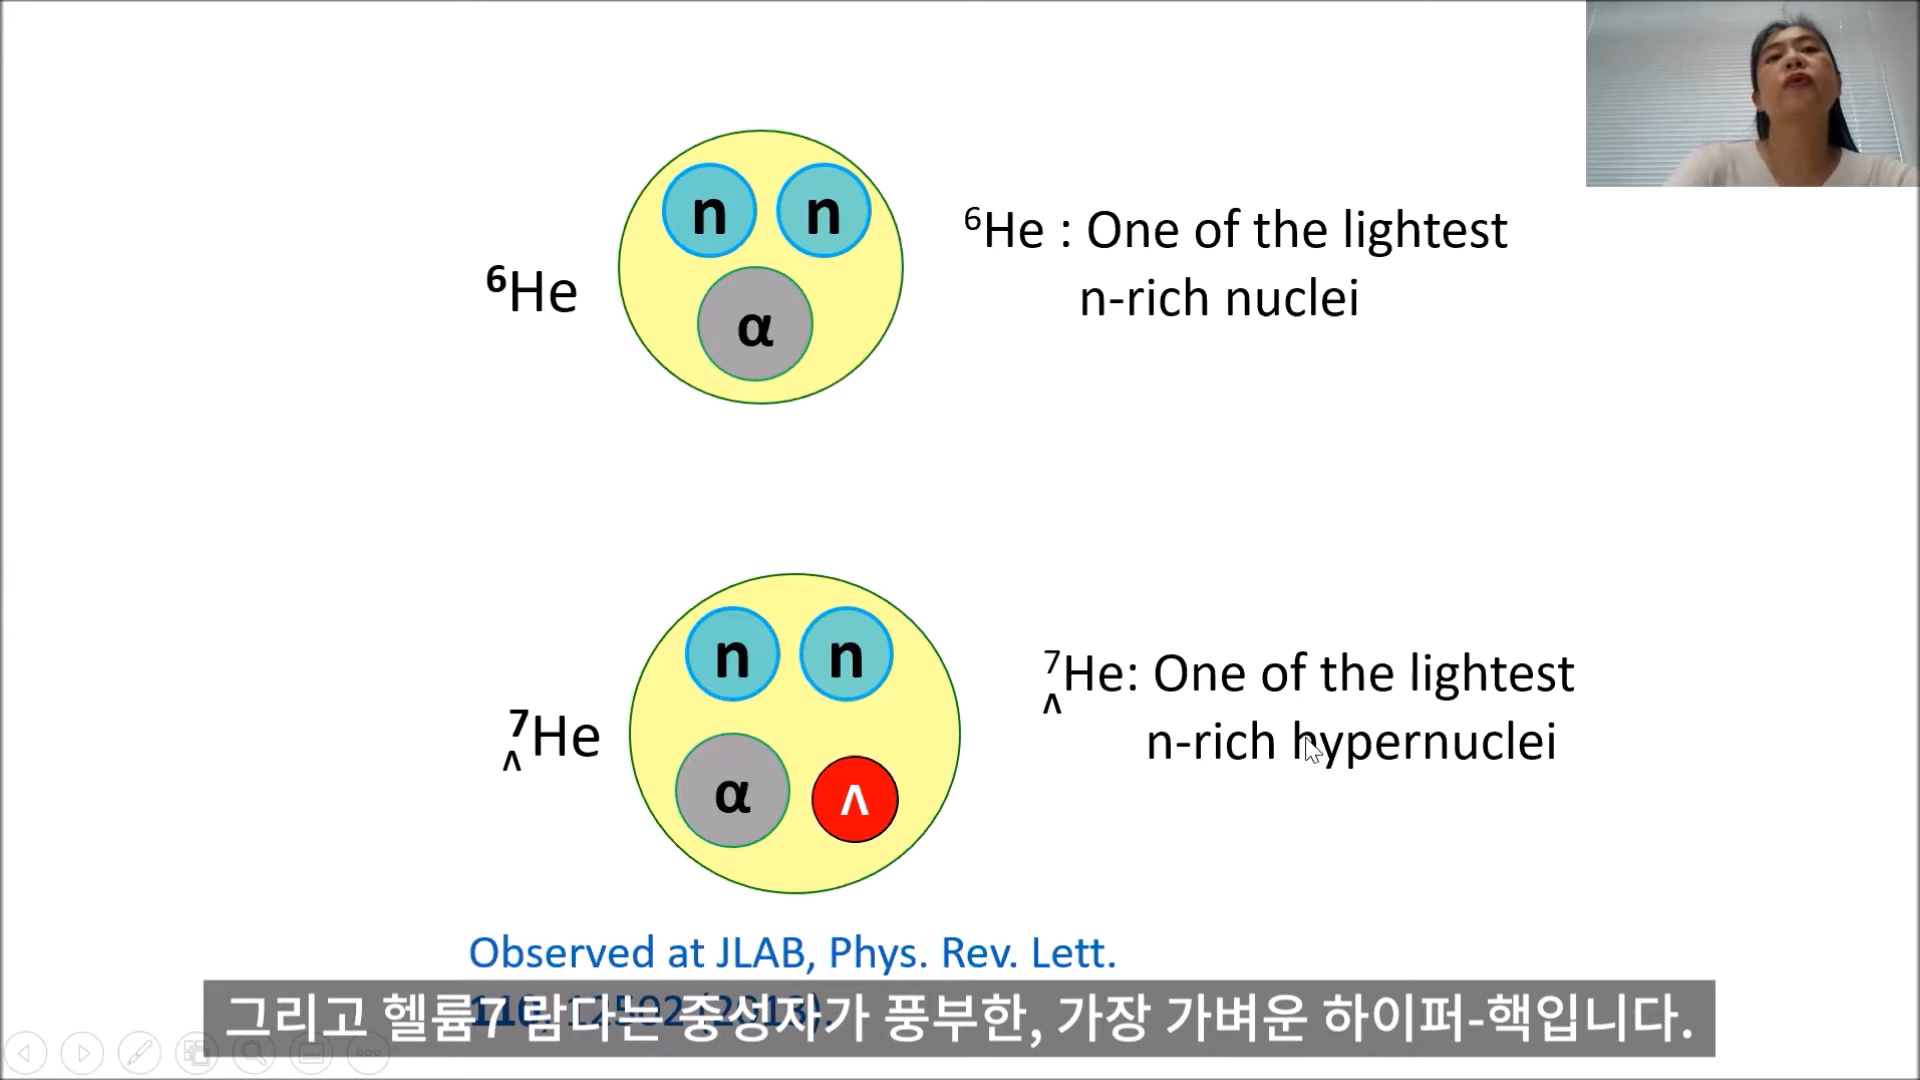 n n
⁶He : One of the lightest
n-rich nuclei
⁶He
α
n n
⁷ΛHe: One of the lightest
n-rich hypernuclei
⁷ΛHe
α Λ
Observed at JLAB, Phys. Rev. Lett.
그리고 헬륨7 람다는 중성자가 풍부한, 가장 가벼운 하이퍼-핵입니다.